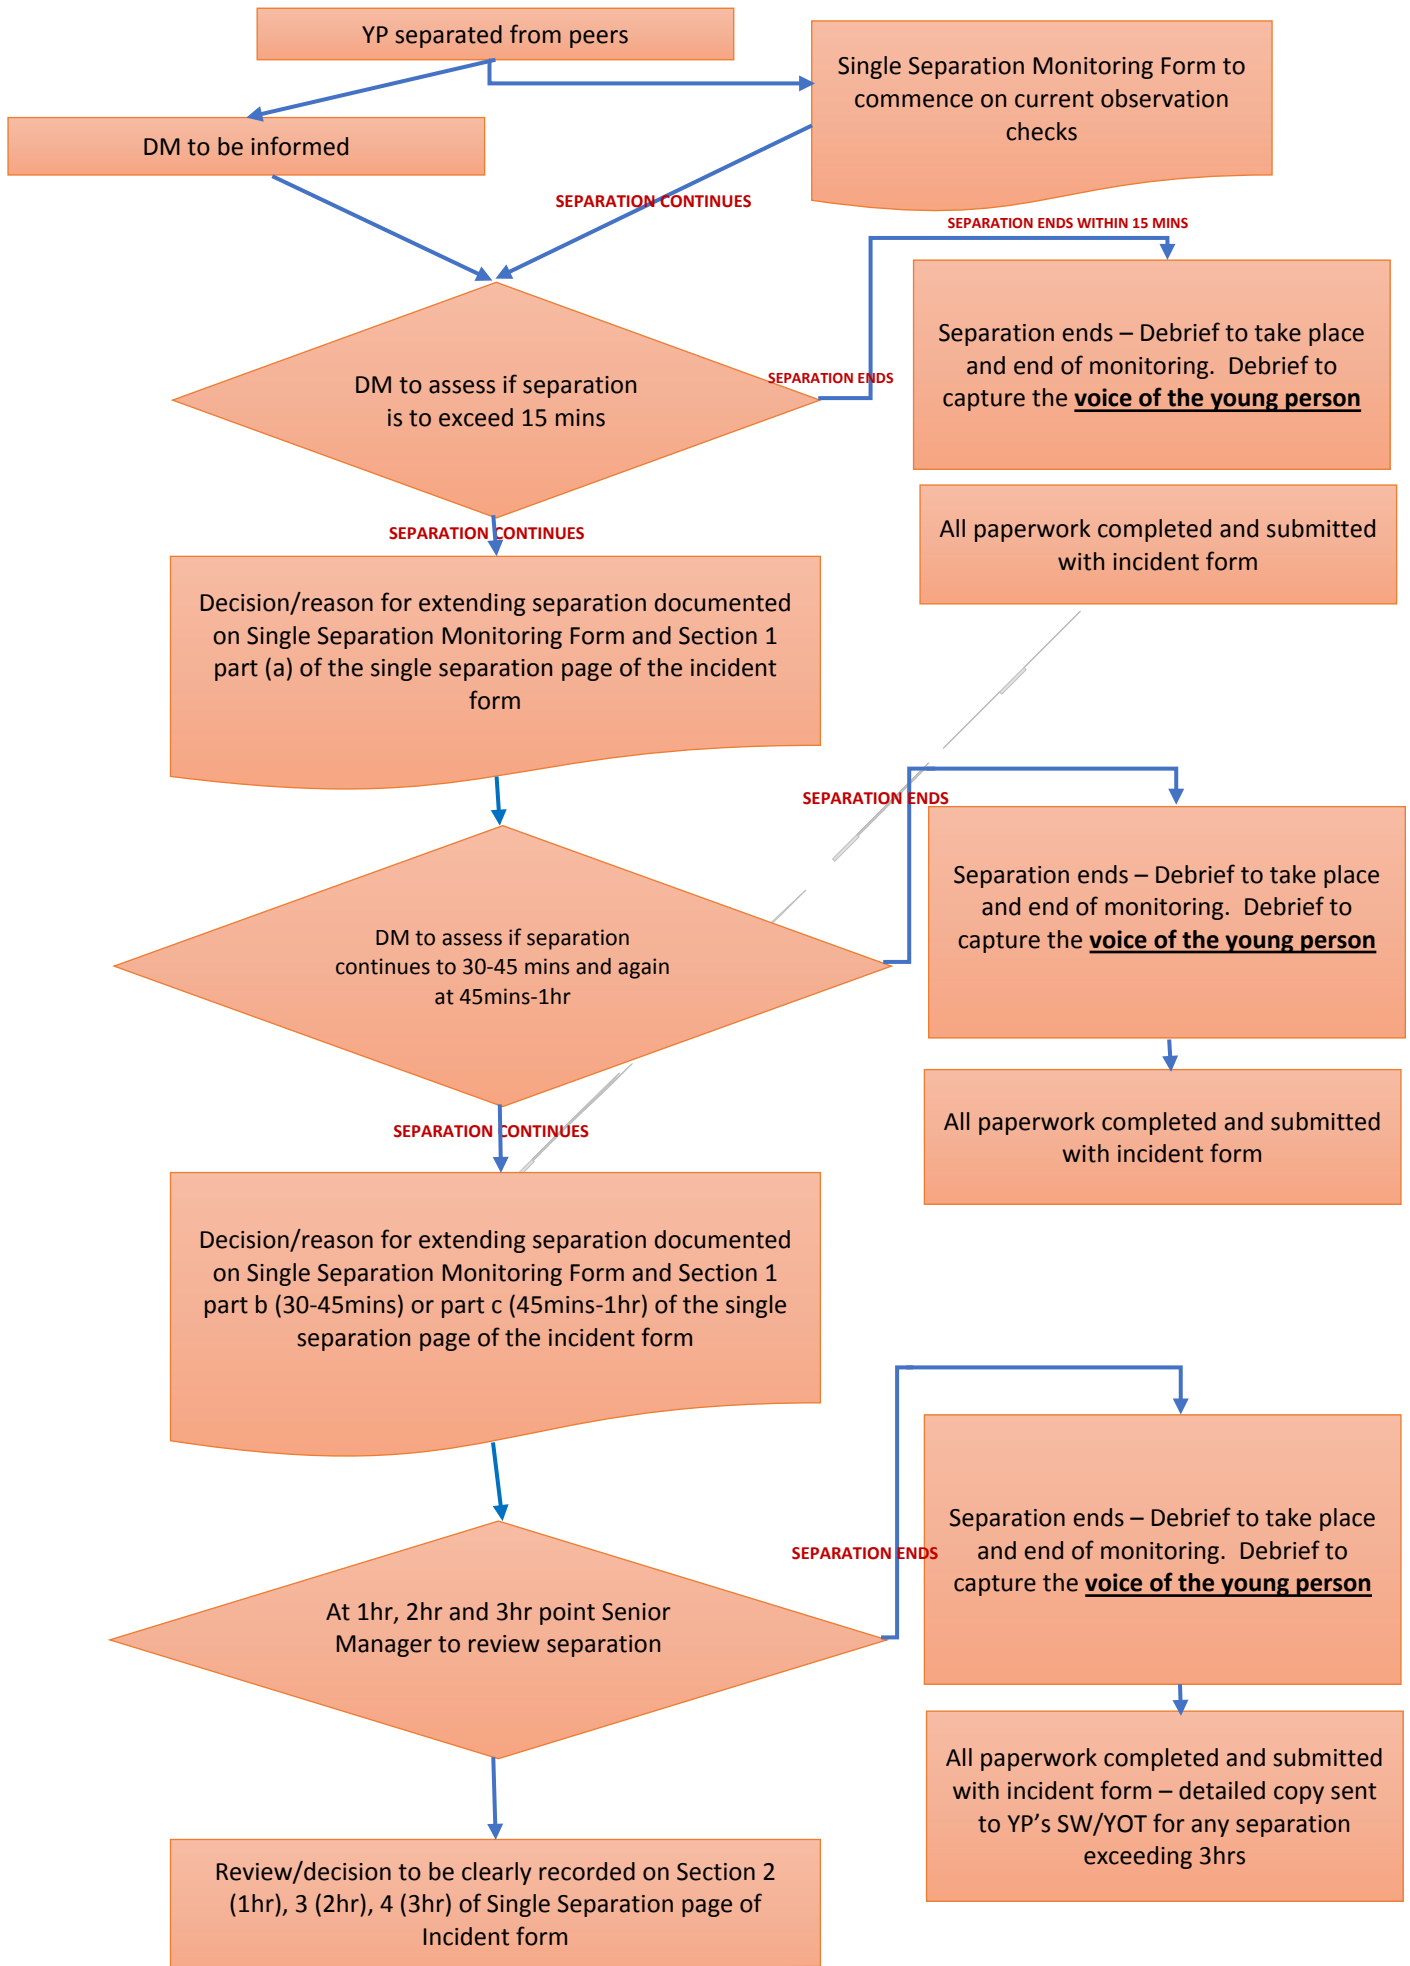 YP separated from peers
Single Separation Monitoring Form to
commence on current observation
checks
DM to be informed
SEPARATION CONTINUES
SEPARATION ENDS WITHIN 15 MINS
DM to assess if separation
is to exceed 15 mins
SEPARATION ENDS
Separation ends – Debrief to take place
and end of monitoring.  Debrief to
capture the voice of the young person
All paperwork completed and submitted
with incident form
SEPARATION CONTINUES
Decision/reason for extending separation documented
on Single Separation Monitoring Form and Section 1
part (a) of the single separation page of the incident
form
SEPARATION ENDS
DM to assess if separation
continues to 30-45 mins and again
at 45mins-1hr
Separation ends – Debrief to take place
and end of monitoring.  Debrief to
capture the voice of the young person
All paperwork completed and submitted
with incident form
SEPARATION CONTINUES
Decision/reason for extending separation documented
on Single Separation Monitoring Form and Section 1
part b (30-45mins) or part c (45mins-1hr) of the single
separation page of the incident form
SEPARATION ENDS
At 1hr, 2hr and 3hr point Senior
Manager to review separation
Separation ends – Debrief to take place
and end of monitoring.  Debrief to
capture the voice of the young person
All paperwork completed and submitted
with incident form – detailed copy sent
to YP's SW/YOT for any separation
exceeding 3hrs
Review/decision to be clearly recorded on Section 2
(1hr), 3 (2hr), 4 (3hr) of Single Separation page of
Incident form